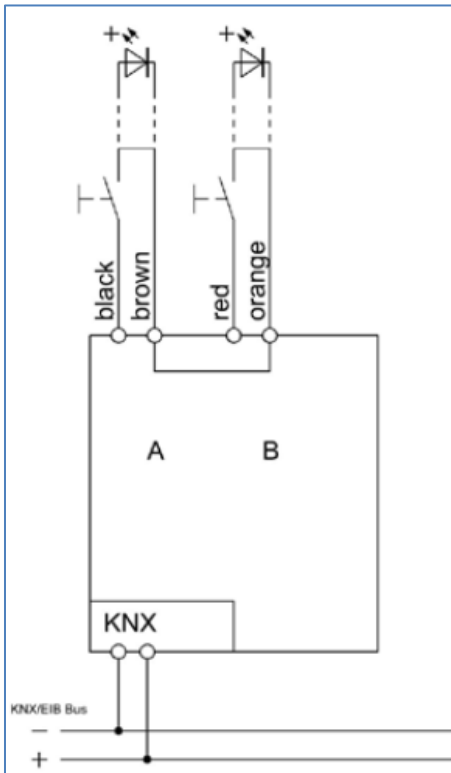 + +
black
brown
red
orange
A B
KNX
KNX/EIB Bus
−
+